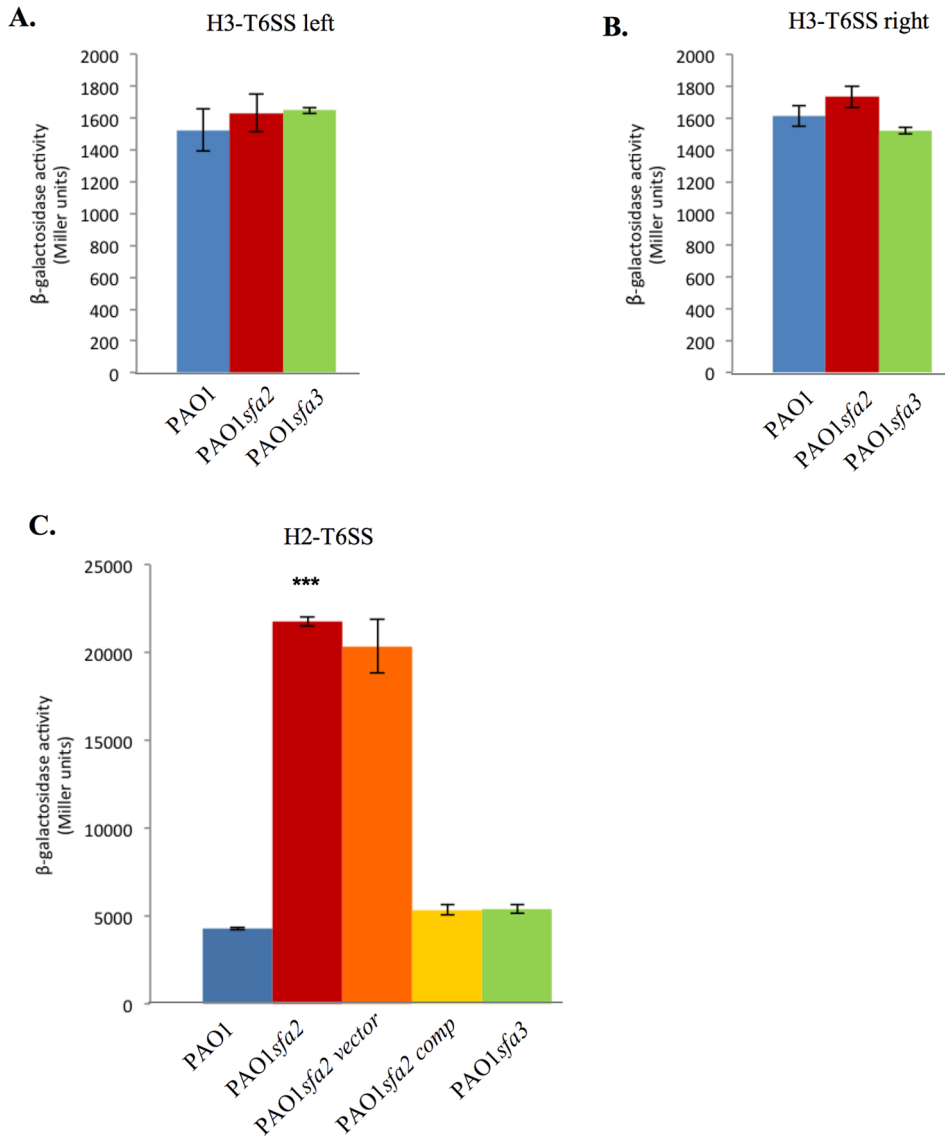 A.
H3-T6SS left
2000
1800
1600
1400
1200
1000
800
600
400
200
0
β-galactosidase activity
(Miller units)
PAO1
PAO1sfa2
PAO1sfa3
B.
H3-T6SS right
2000
1800
1600
1400
1200
1000
800
600
400
200
0
β-galactosidase activity
(Miller units)
PAO1
PAO1sfa2
PAO1sfa3
C.
H2-T6SS
25000
20000
15000
10000
5000
0
β-galactosidase activity
(Miller units)
***
PAO1
PAO1sfa2
PAO1sfa2 vector
PAO1sfa2 comp
PAO1sfa3